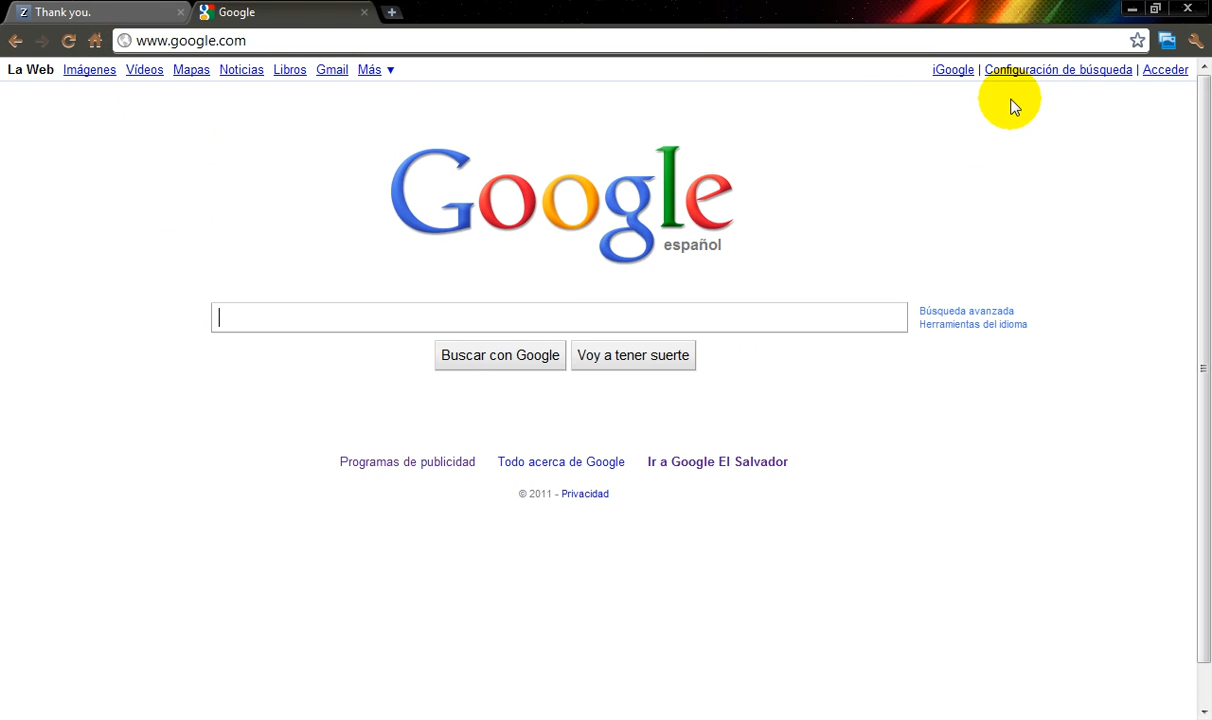 Z Thank you.
Google
www.google.com
La Web Imágenes Vídeos Mapas Noticias Libros Gmail Más ▼
iGoogle | Configuración de búsqueda | Acceder
Google
español
Búsqueda avanzada
Herramientas del idioma
Buscar con Google Voy a tener suerte
Programas de publicidad Todo acerca de Google Ir a Google El Salvador
© 2011 - Privacidad